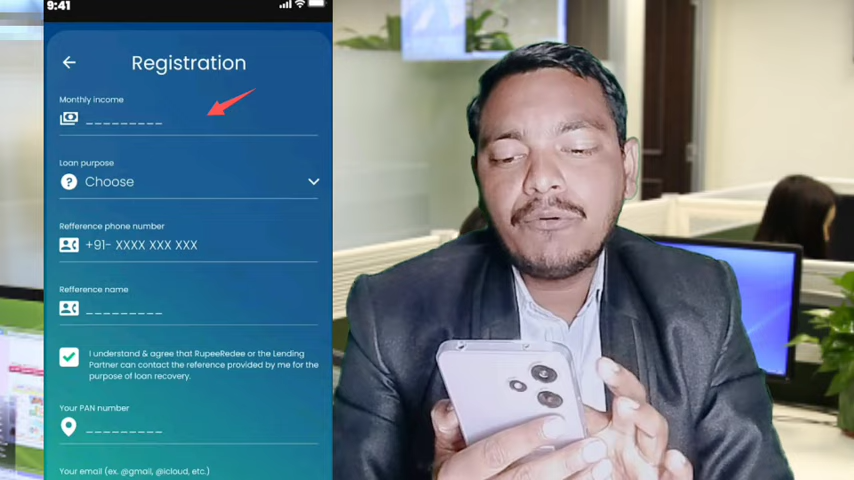 9:41
Registration
Monthly income
_ _ _ _ _ _ _ _ _
Loan purpose
Choose
Refference phone number
+91- XXXX XXX XXX
Refference name
_ _ _ _ _ _ _ _ _
I understand & agree that RupeeRedee or the Lending
Partner can contact the reference provided by me for the
purpose of loan recovery.
Your PAN number
_ _ _ _ _ _ _ _ _
Your email (ex. @gmail, @icloud, etc.)